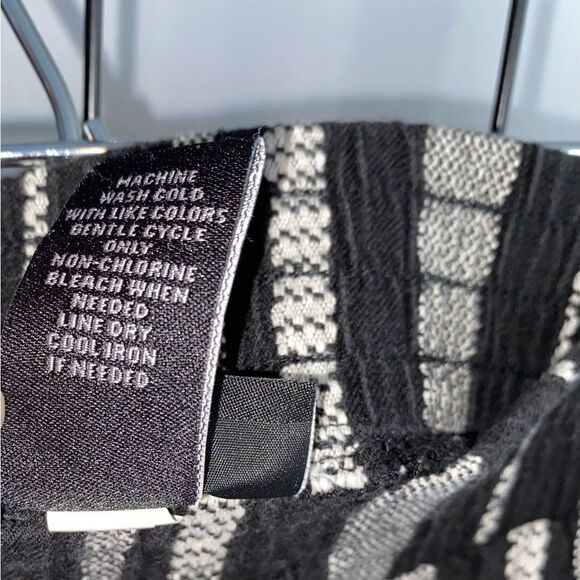 MACHINE
WASH COLD
WITH LIKE COLORS
GENTLE CYCLE
ONLY
NON-CHLORINE
BLEACH WHEN
NEEDED
LINE DRY
COOL IRON
IF NEEDED